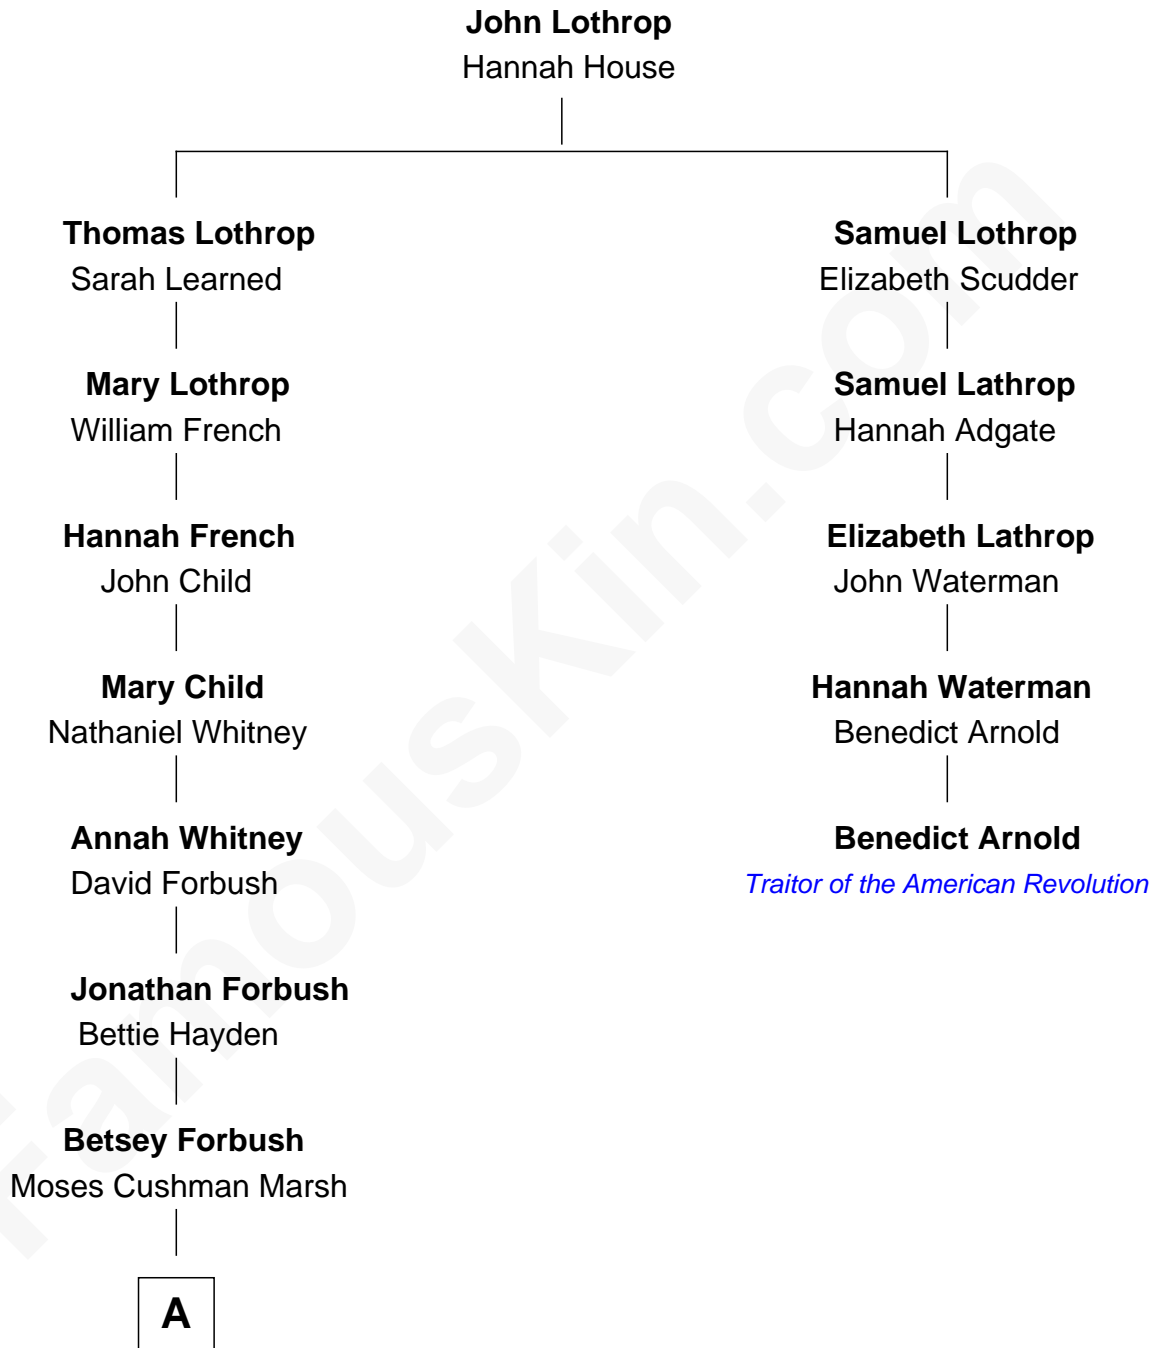 John Lothrop
Hannah House
Thomas Lothrop
Sarah Learned
Mary Lothrop
William French
Hannah French
John Child
Mary Child
Nathaniel Whitney
Annah Whitney
David Forbush
Jonathan Forbush
Bettie Hayden
Betsey Forbush
Moses Cushman Marsh
A
Samuel Lothrop
Elizabeth Scudder
Samuel Lathrop
Hannah Adgate
Elizabeth Lathrop
John Waterman
Hannah Waterman
Benedict Arnold
Benedict Arnold
Traitor of the American Revolution
FamousKin.com